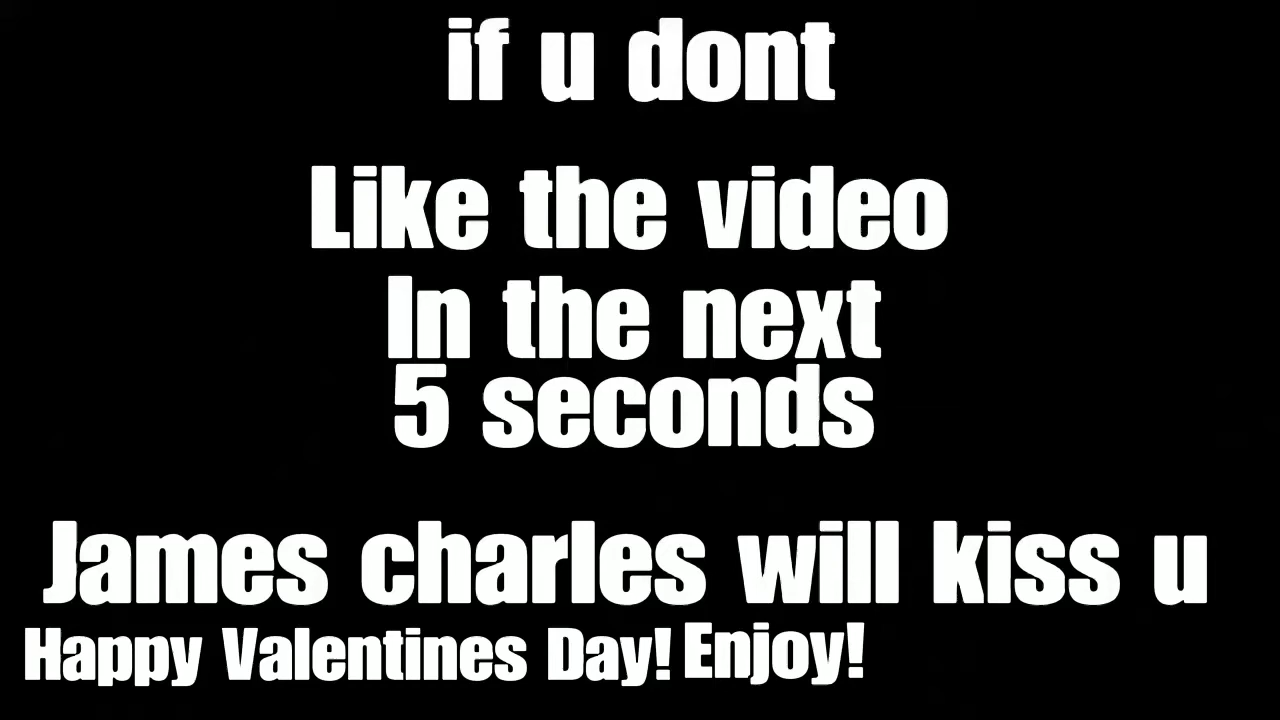 if u dont
Like the video
In the next
5 seconds
James charles will kiss u
Happy Valentines Day! Enjoy!